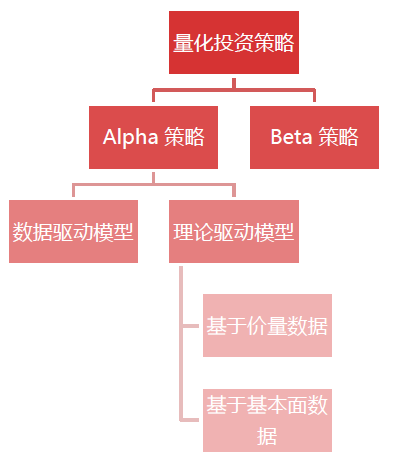 量化投资策略
Alpha 策略
Beta 策略
数据驱动模型
理论驱动模型
基于价量数据
基于基本面数
据